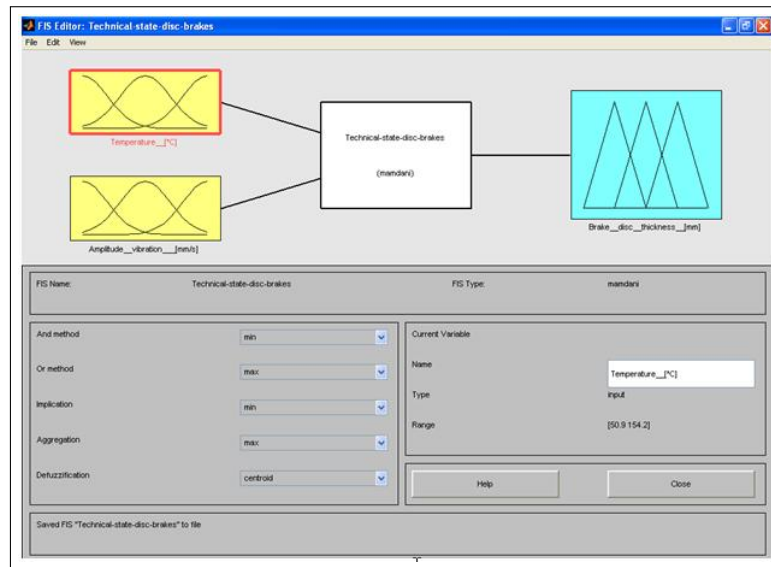 FIS Editor: Technical-state-disc-brakes
File Edit View
Temperature__[°C]
Technical-state-disc-brakes
(mamdani)
Amplitude__vibration___[mm/s]
Brake__disc__thickness__[mm]
FIS Name: Technical-state-disc-brakes FIS Type: mamdani
And method min
Or method max
Implication min
Aggregation max
Defuzzification centroid
Current Variable
Name Temperature__[°C]
Type input
Range [50.9 154.2]
Help Close
Saved FIS "Technical-state-disc-brakes" to file